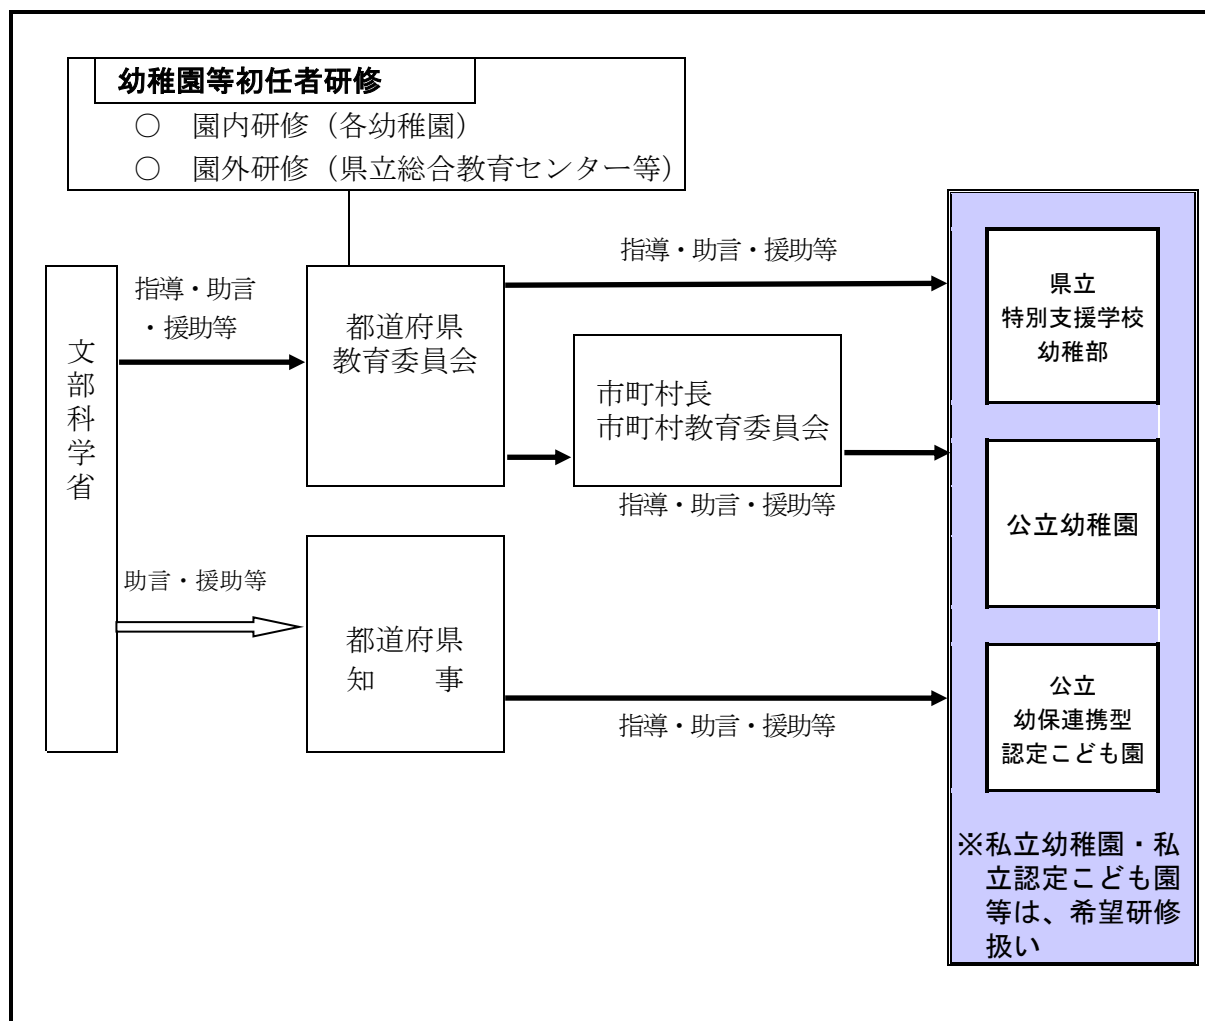 幼稚園等初任者研修
○　園内研修（各幼稚園）
○　園外研修（県立総合教育センター等）
指導・助言・援助等
指導・助言
・援助等
文部科学省
都道府県
教育委員会
市町村長
市町村教育委員会
指導・助言・援助等
助言・援助等
都道府県
知　　事
指導・助言・援助等
県立
特別支援学校
幼稚部
公立幼稚園
公立
幼保連携型
認定こども園
※私立幼稚園・私
立認定こども園
等は、希望研修
扱い